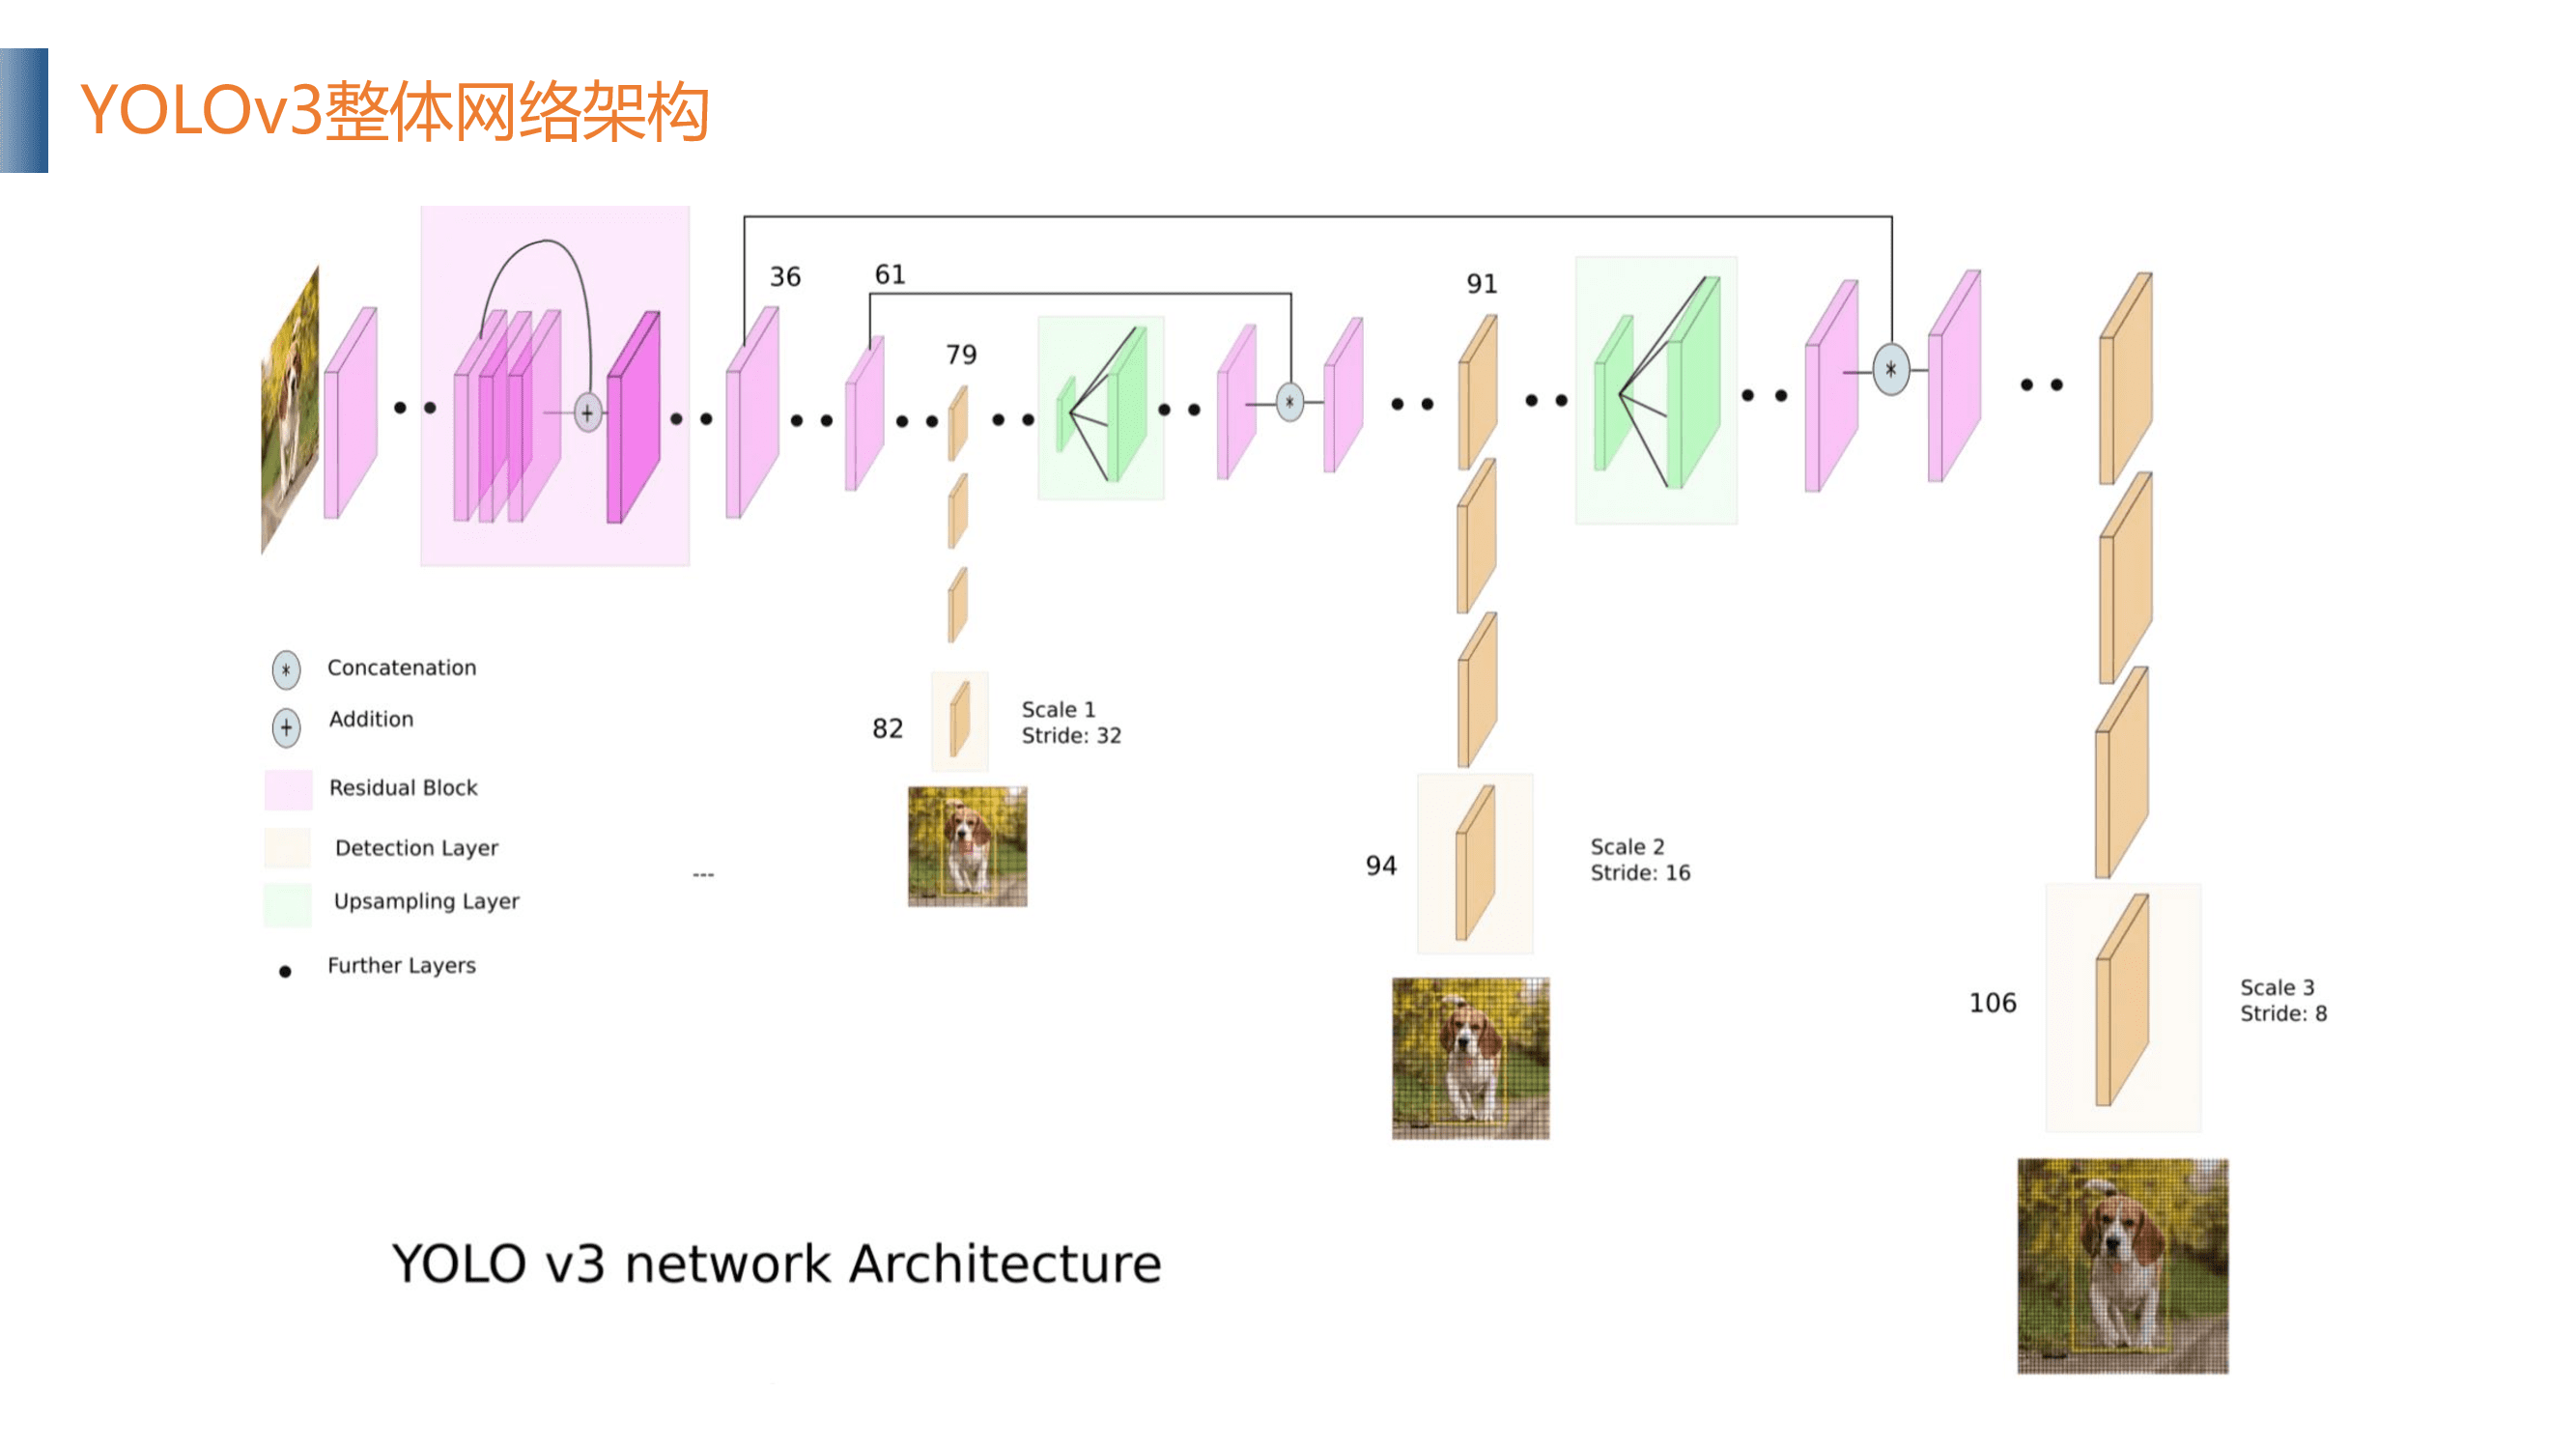 YOLOv3整体网络架构
36
61
79
91
+
*
*
* Concatenation
+ Addition
Residual Block
Detection Layer
Upsampling Layer
Further Layers
---
82
Scale 1
Stride: 32
94
Scale 2
Stride: 16
106
Scale 3
Stride: 8
YOLO v3 network Architecture